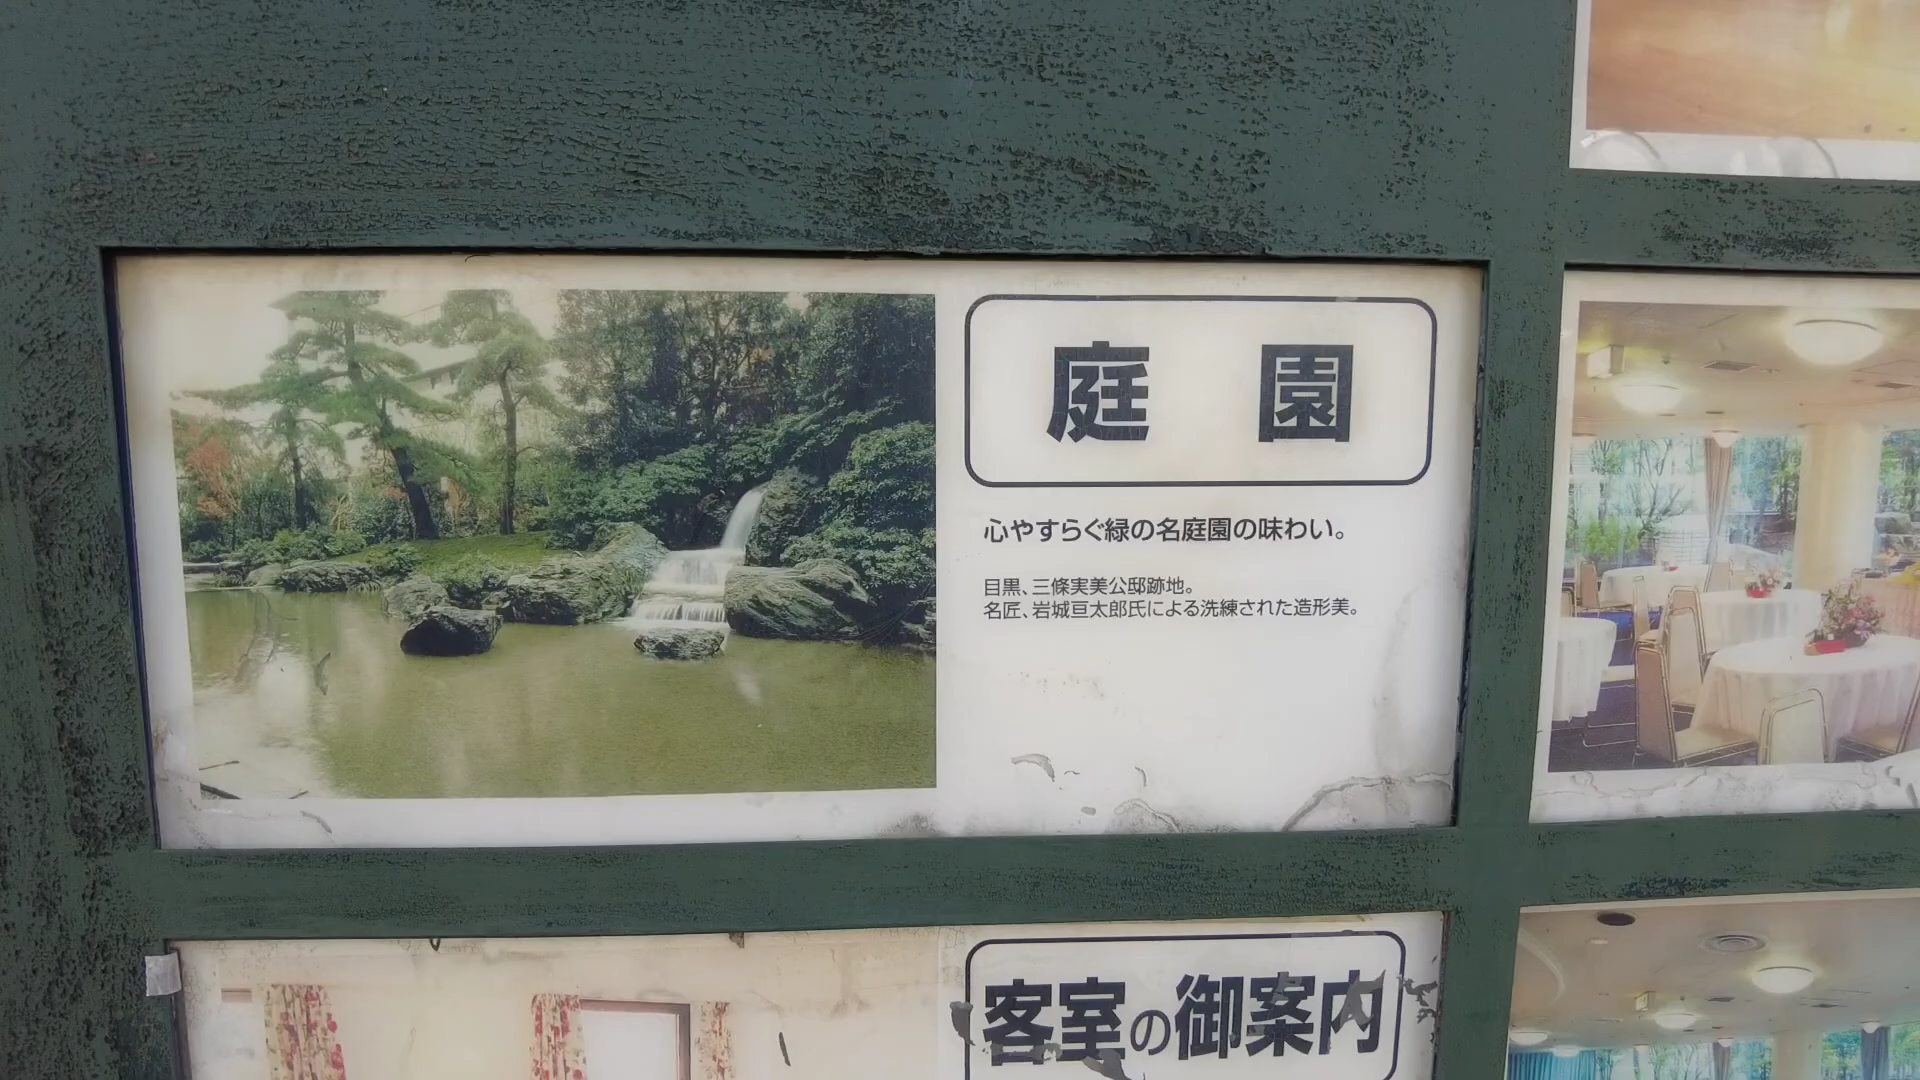 庭 園
心やすらぐ緑の名庭園の味わい。
目黒、三條実美公邸跡地。
名匠、岩城亘太郎氏による洗練された造形美。
客室の御案内